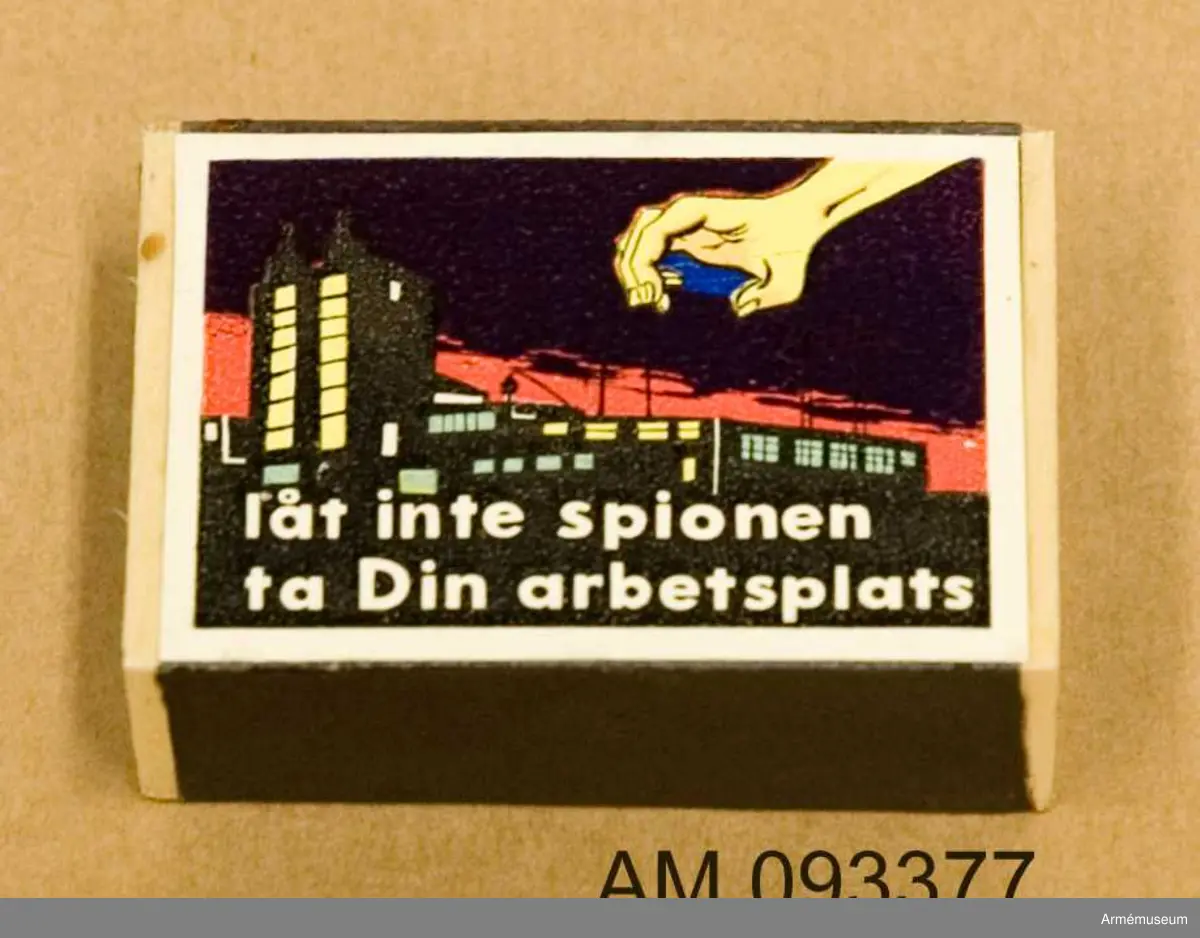 låt inte spionen
ta Din arbetsplats
AM 093377
Armémuseum